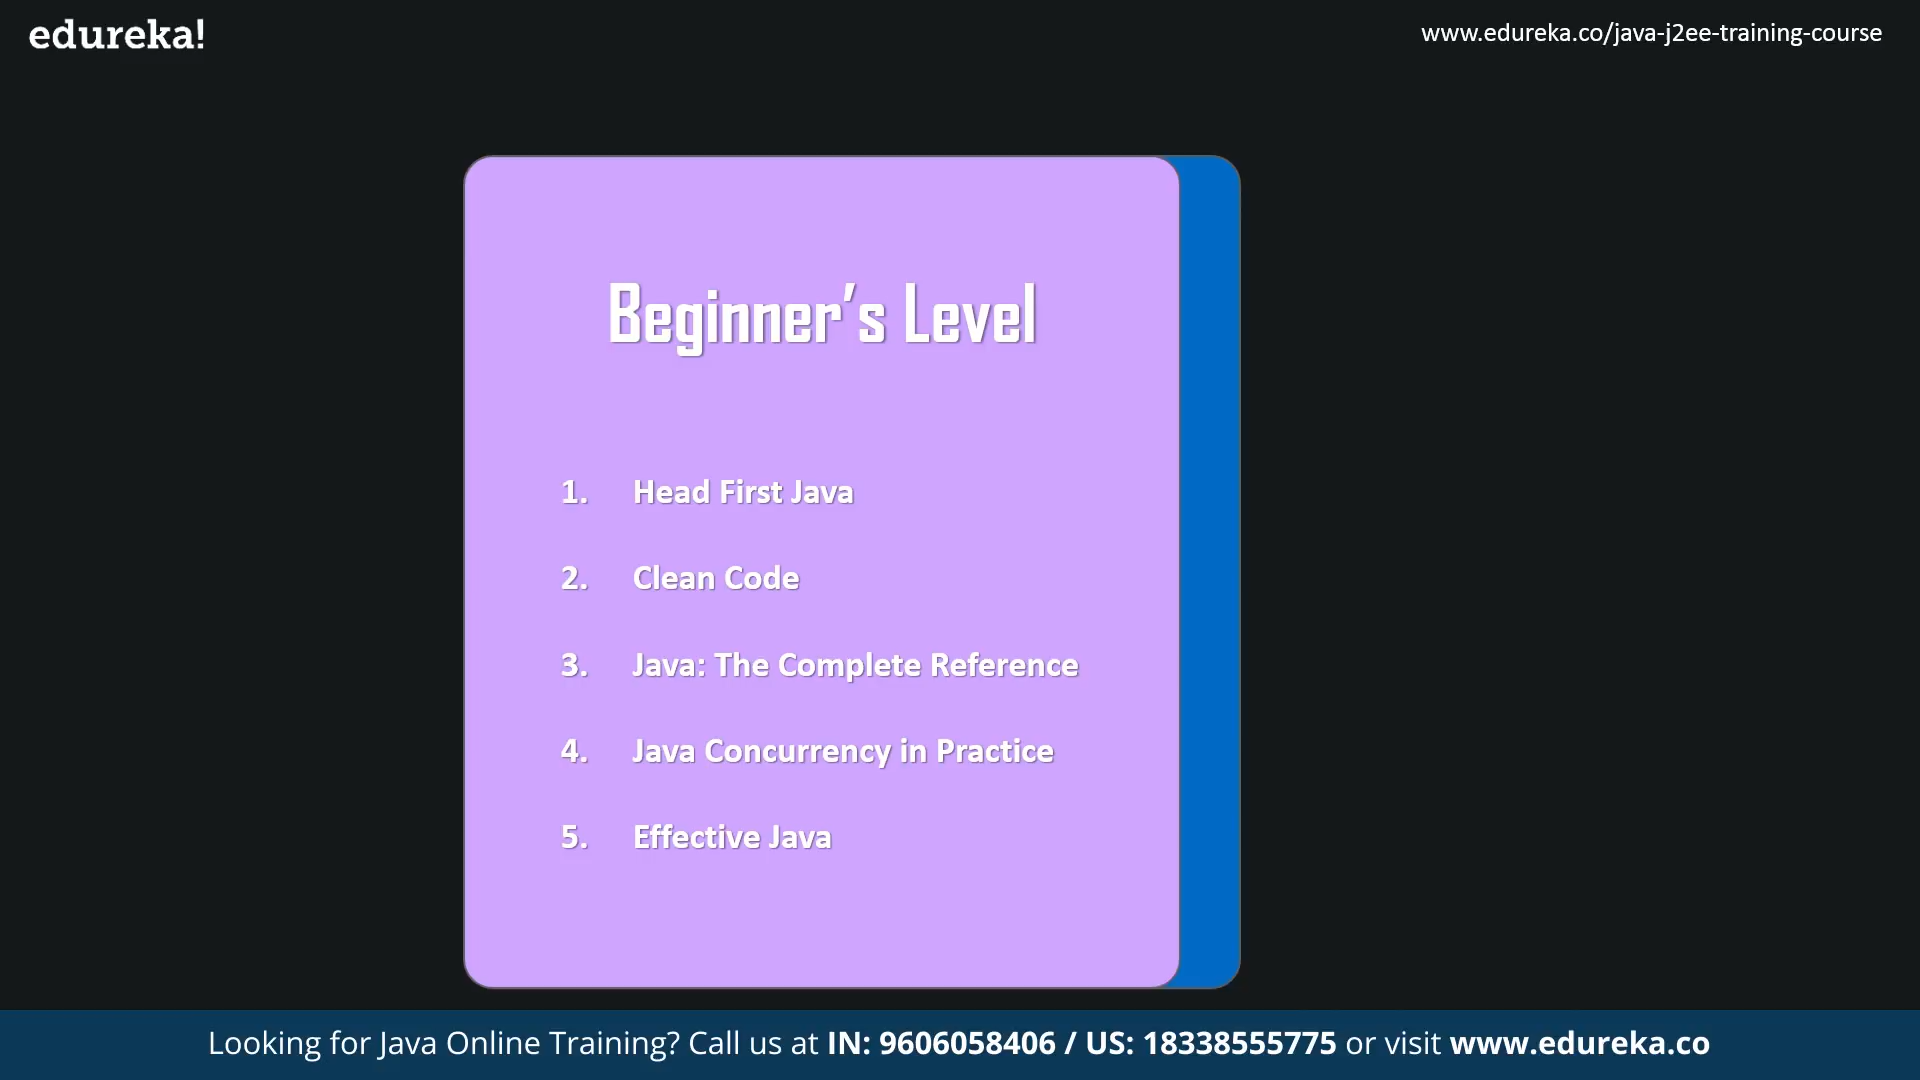 edureka!
www.edureka.co/java-j2ee-training-course
Beginner’s Level
1. Head First Java
2. Clean Code
3. Java: The Complete Reference
4. Java Concurrency in Practice
5. Effective Java
Looking for Java Online Training? Call us at IN: 9606058406 / US: 18338555775 or visit www.edureka.co